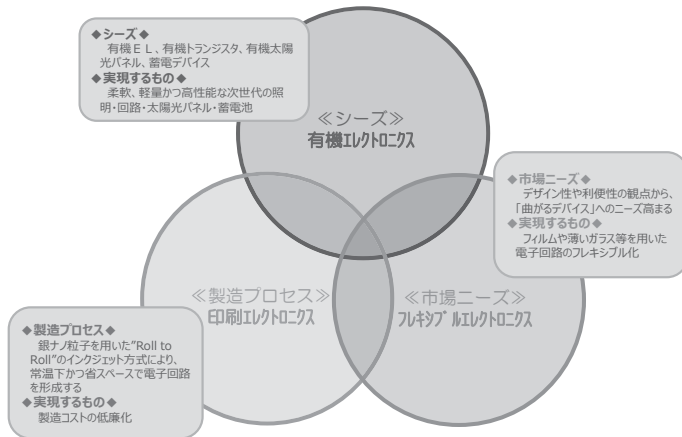 ◆シーズ◆
有機ＥＬ、有機トランジスタ、有機太陽
光パネル、蓄電デバイス
◆実現するもの◆
柔軟、軽量かつ高性能な次世代の照
明・回路・太陽光パネル・蓄電池
≪シーズ≫
有機エレクトロニクス
◆市場ニーズ◆
デザイン性や利便性の観点から、
「曲がるデバイス」へのニーズ高まる
◆実現するもの◆
フィルムや薄いガラス等を用いた
電子回路のフレキシブル化
≪製造プロセス≫
印刷エレクトロニクス
≪市場ニーズ≫
フレキシブルエレクトロニクス
◆製造プロセス◆
銀ナノ粒子を用いた"Roll to
Roll"のインクジェット方式により、
常温下かつ省スペースで電子回路
を形成する
◆実現するもの◆
製造コストの低廉化